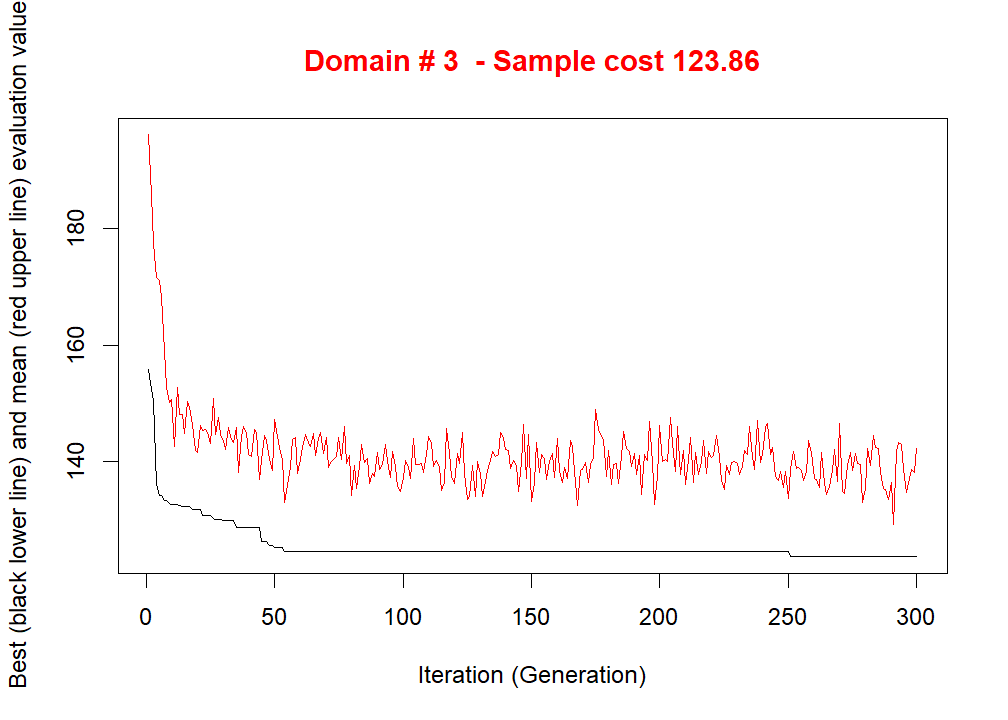 Domain # 3  - Sample cost 123.86
Best (black lower line) and mean (red upper line) evaluation value
180
160
140
0 50 100 150 200 250 300
Iteration (Generation)